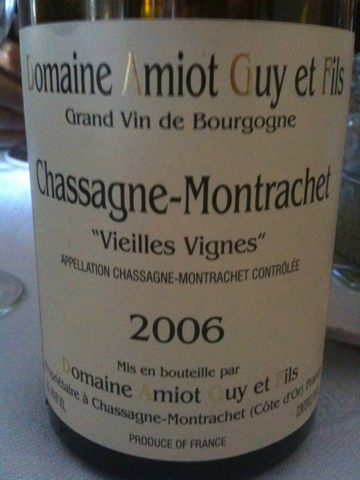 Domaine Amiot Guy et Fils
Grand Vin de Bourgogne
Chassagne-Montrachet
"Vieilles Vignes"
APPELLATION CHASSAGNE-MONTRACHET CONTRÔLÉE
2006
Mis en bouteille par
Domaine Amiot Guy et Fils
Propriétaire à Chassagne-Montrachet (Côte d'Or)
PRODUCE OF FRANCE